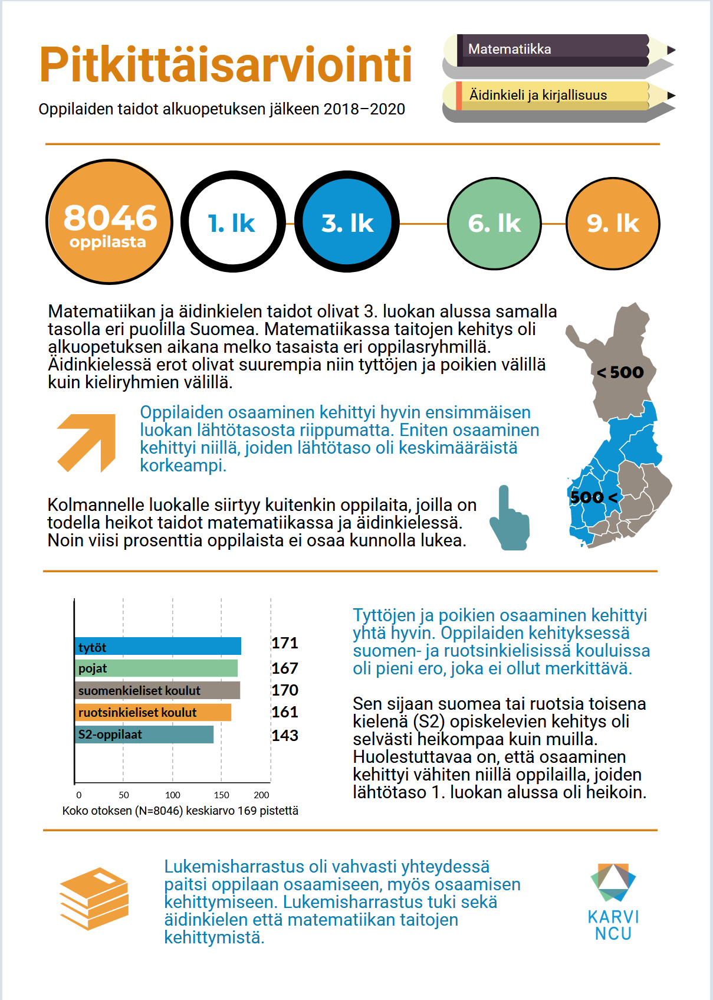 Pitkittäisarviointi
Oppilaiden taidot alkuopetuksen jälkeen 2018–2020
Matematiikka
Äidinkieli ja kirjallisuus
8046
oppilasta
1. lk
3. lk
6. lk
9. lk
Matematiikan ja äidinkielen taidot olivat 3. luokan alussa samalla
tasolla eri puolilla Suomea. Matematiikassa taitojen kehitys oli
alkuopetuksen aikana melko tasaista eri oppilasryhmillä.
Äidinkielessä erot olivat suurempia niin tyttöjen ja poikien välillä
kuin kieliryhmien välillä.
< 500
500 <
Oppilaiden osaaminen kehittyi hyvin ensimmäisen
luokan lähtötasosta riippumatta. Eniten osaaminen
kehittyi niillä, joiden lähtötaso oli keskimääräistä
korkeampi.
Kolmannelle luokalle siirtyy kuitenkin oppilaita, joilla on
todella heikot taidot matematiikassa ja äidinkielessä.
Noin viisi prosenttia oppilaista ei osaa kunnolla lukea.
tytöt 171
pojat 167
suomenkieliset koulut 170
ruotsinkieliset koulut 161
S2-oppilaat 143
0 50 100 150 200
Koko otoksen (N=8046) keskiarvo 169 pistettä
Tyttöjen ja poikien osaaminen kehittyi
yhtä hyvin. Oppilaiden kehityksessä
suomen- ja ruotsinkielisissä kouluissa
oli pieni ero, joka ei ollut merkittävä.
Sen sijaan suomea tai ruotsia toisena
kielenä (S2) opiskelevien kehitys oli
selvästi heikompaa kuin muilla.
Huolestuttavaa on, että osaaminen
kehittyi vähiten niillä oppilailla, joiden
lähtötaso 1. luokan alussa oli heikoin.
Lukemisharrastus oli vahvasti yhteydessä
paitsi oppilaan osaamiseen, myös osaamisen
kehittymiseen. Lukemisharrastus tuki sekä
äidinkielen että matematiikan taitojen
kehittymistä.
KARVI
NCU